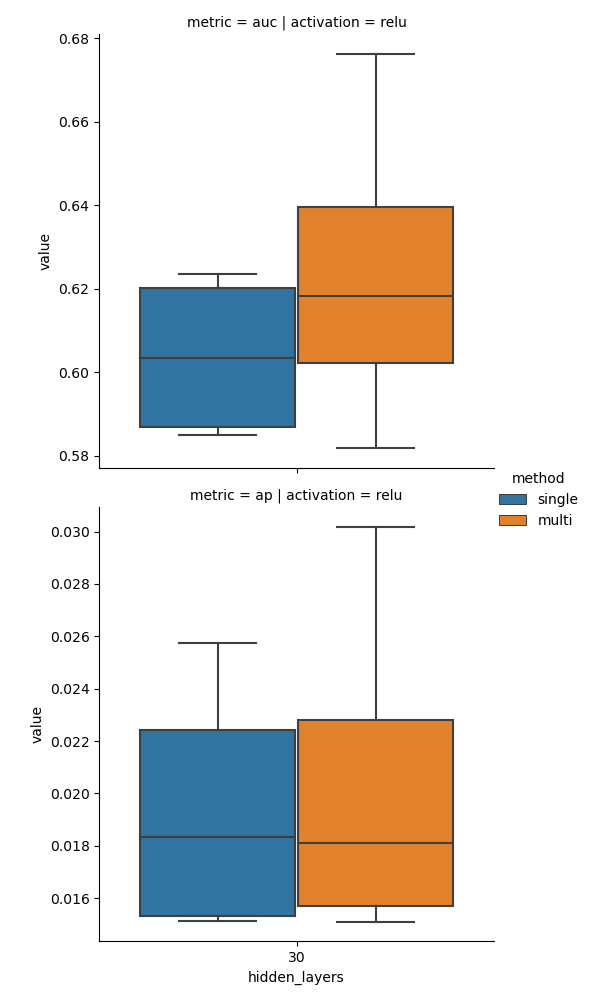 metric = auc | activation = relu
0.68
0.66
0.64
0.62
0.60
0.58
value
method
single
multi
metric = ap | activation = relu
0.030
0.028
0.026
0.024
0.022
0.020
0.018
0.016
value
30
hidden_layers